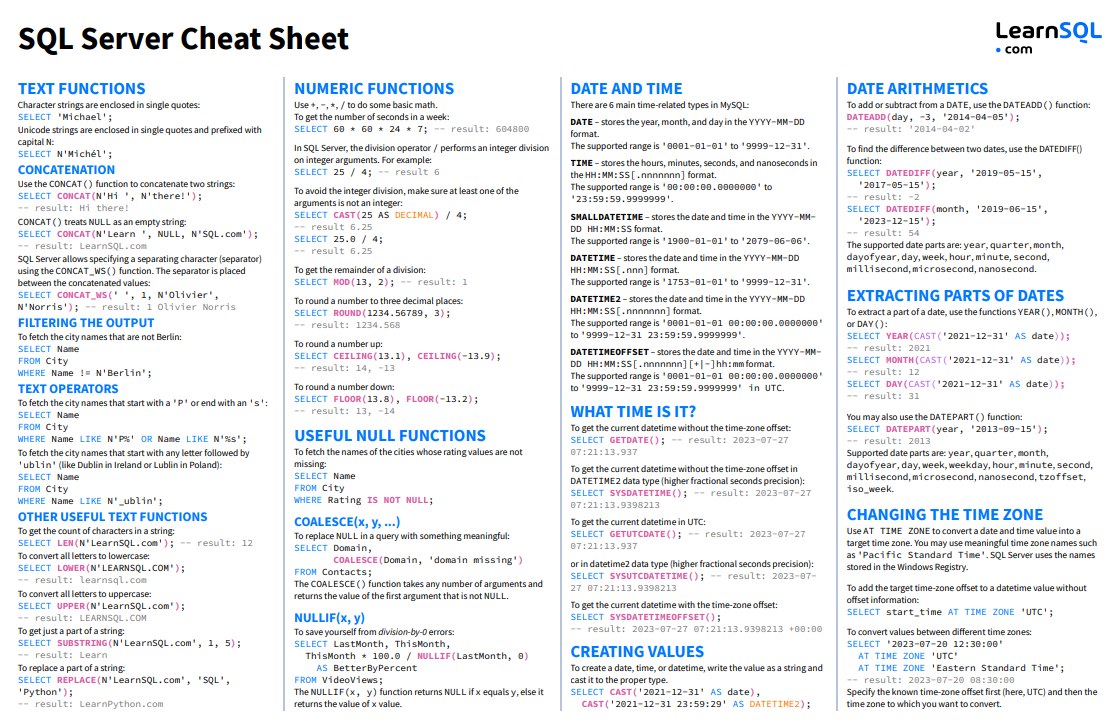 SQL Server Cheat Sheet
LearnSQL
• com
TEXT FUNCTIONS
Character strings are enclosed in single quotes:
SELECT 'Michael';
Unicode strings are enclosed in single quotes and prefixed with
capital N:
SELECT N'Michél';
CONCATENATION
Use the CONCAT() function to concatenate two strings:
SELECT CONCAT(N'Hi ', N'there!');
-- result: Hi there!
CONCAT() treats NULL as an empty string:
SELECT CONCAT(N'Learn ', NULL, N'SQL.com');
-- result: LearnSQL.com
SQL Server allows specifying a separating character (separator)
using the CONCAT_WS() function. The separator is placed
between the concatenated values:
SELECT CONCAT_WS(' ', 1, N'Olivier',
N'Norris'); -- result: 1 Olivier Norris
FILTERING THE OUTPUT
To fetch the city names that are not Berlin:
SELECT Name
FROM City
WHERE Name != N'Berlin';
TEXT OPERATORS
To fetch the city names that start with a 'P' or end with an 's':
SELECT Name
FROM City
WHERE Name LIKE N'P%' OR Name LIKE N'%s';
To fetch the city names that start with any letter followed by
'ublin' (like Dublin in Ireland or Lublin in Poland):
SELECT Name
FROM City
WHERE Name LIKE N'_ublin';
OTHER USEFUL TEXT FUNCTIONS
To get the count of characters in a string:
SELECT LEN(N'LearnSQL.com'); -- result: 12
To convert all letters to lowercase:
SELECT LOWER(N'LEARNSQL.COM');
-- result: learnsql.com
To convert all letters to uppercase:
SELECT UPPER(N'LearnSQL.com');
-- result: LEARNSQL.COM
To get just a part of a string:
SELECT SUBSTRING(N'LearnSQL.com', 1, 5);
-- result: Learn
To replace a part of a string:
SELECT REPLACE(N'LearnSQL.com', 'SQL',
'Python');
-- result: LearnPython.com
NUMERIC FUNCTIONS
Use +, -, *, / to do some basic math.
To get the number of seconds in a week:
SELECT 60 * 60 * 24 * 7; -- result: 604800
In SQL Server, the division operator / performs an integer division
on integer arguments. For example:
SELECT 25 / 4; -- result 6
To avoid the integer division, make sure at least one of the
arguments is not an integer:
SELECT CAST(25 AS DECIMAL) / 4;
-- result 6.25
SELECT 25.0 / 4;
-- result 6.25
To get the remainder of a division:
SELECT MOD(13, 2); -- result: 1
To round a number to three decimal places:
SELECT ROUND(1234.56789, 3);
-- result: 1234.568
To round a number up:
SELECT CEILING(13.1), CEILING(-13.9);
-- result: 14, -13
To round a number down:
SELECT FLOOR(13.8), FLOOR(-13.2);
-- result: 13, -14
USEFUL NULL FUNCTIONS
To fetch the names of the cities whose rating values are not
missing:
SELECT Name
FROM City
WHERE Rating IS NOT NULL;
COALESCE(x, y, ...)
To replace NULL in a query with something meaningful:
SELECT Domain,
COALESCE(Domain, 'domain missing')
FROM Contacts;
The COALESCE() function takes any number of arguments and
returns the value of the first argument that is not NULL.
NULLIF(x, y)
To save yourself from division-by-0 errors:
SELECT LastMonth, ThisMonth,
ThisMonth * 100.0 / NULLIF(LastMonth, 0)
AS BetterByPercent
FROM VideoViews;
The NULLIF(x, y) function returns NULL if x equals y, else it
returns the value of x value.
DATE AND TIME
There are 6 main time-related types in MySQL:
DATE – stores the year, month, and day in the YYYY-MM-DD
format.
The supported range is '0001-01-01' to '9999-12-31'.
TIME – stores the hours, minutes, seconds, and nanoseconds in
the HH:MM:SS[.nnnnnnn] format.
The supported range is '00:00:00.0000000' to
'23:59:59.9999999'.
SMALLDATETIME – stores the date and time in the YYYY-MM-
DD HH:MM:SS format.
The supported range is '1900-01-01' to '2079-06-06'.
DATETIME – stores the date and time in the YYYY-MM-DD
HH:MM:SS[.nnn] format.
The supported range is '1753-01-01' to '9999-12-31'.
DATETIME2 – stores the date and time in the YYYY-MM-DD
HH:MM:SS[.nnnnnnn] format.
The supported range is '0001-01-01 00:00:00.0000000'
to '9999-12-31 23:59:59.9999999'.
DATETIMEOFFSET – stores the date and time in the YYYY-MM-
DD HH:MM:SS[.nnnnnnn][+|-]hh:mm format.
The supported range is '0001-01-01 00:00:00.0000000'
to '9999-12-31 23:59:59.9999999' in UTC.
WHAT TIME IS IT?
To get the current datetime without the time-zone offset:
SELECT GETDATE(); -- result: 2023-07-27
07:21:13.937
To get the current datetime without the time-zone offset in
DATETIME2 data type (higher fractional seconds precision):
SELECT SYSDATETIME(); -- result: 2023-07-27
07:21:13.9398213
To get the current datetime in UTC:
SELECT GETUTCDATE(); -- result: 2023-07-27
07:21:13.937
or in datetime2 data type (higher fractional seconds precision):
SELECT SYSUTCDATETIME(); -- result: 2023-07-
27 07:21:13.9398213
To get the current datetime with the time-zone offset:
SELECT SYSDATETIMEOFFSET();
-- result: 2023-07-27 07:21:13.9398213 +00:00
CREATING VALUES
To create a date, time, or datetime, write the value as a string and
cast it to the proper type.
SELECT CAST('2021-12-31' AS date),
CAST('2021-12-31 23:59:29' AS DATETIME2);
DATE ARITHMETICS
To add or subtract from a DATE, use the DATEADD() function:
DATEADD(day, -3, '2014-04-05');
-- result: '2014-04-02'
To find the difference between two dates, use the DATEDIFF()
function:
SELECT DATEDIFF(year, '2019-05-15',
'2017-05-15');
-- result: -2
SELECT DATEDIFF(month, '2019-06-15',
'2023-12-15');
-- result: 54
The supported date parts are: year, quarter, month,
dayofyear, day, week, hour, minute, second,
millisecond, microsecond, nanosecond.
EXTRACTING PARTS OF DATES
To extract a part of a date, use the functions YEAR(), MONTH(),
or DAY():
SELECT YEAR(CAST('2021-12-31' AS date));
-- result: 2021
SELECT MONTH(CAST('2021-12-31' AS date));
-- result: 12
SELECT DAY(CAST('2021-12-31' AS date));
-- result: 31
You may also use the DATEPART() function:
SELECT DATEPART(year, '2013-09-15');
-- result: 2013
Supported date parts are: year, quarter, month,
dayofyear, day, week, weekday, hour, minute, second,
millisecond, microsecond, nanosecond, tzoffset,
iso_week.
CHANGING THE TIME ZONE
Use AT TIME ZONE to convert a date and time value into a
target time zone. You may use meaningful time zone names such
as 'Pacific Standard Time'. SQL Server uses the names
stored in the Windows Registry.
To add the target time-zone offset to a datetime value without
offset information:
SELECT start_time AT TIME ZONE 'UTC';
To convert values between different time zones:
SELECT '2023-07-20 12:30:00'
AT TIME ZONE 'UTC'
AT TIME ZONE 'Eastern Standard Time';
-- result: 2023-07-20 08:30:00
Specify the known time-zone offset first (here, UTC) and then the
time zone to which you want to convert.